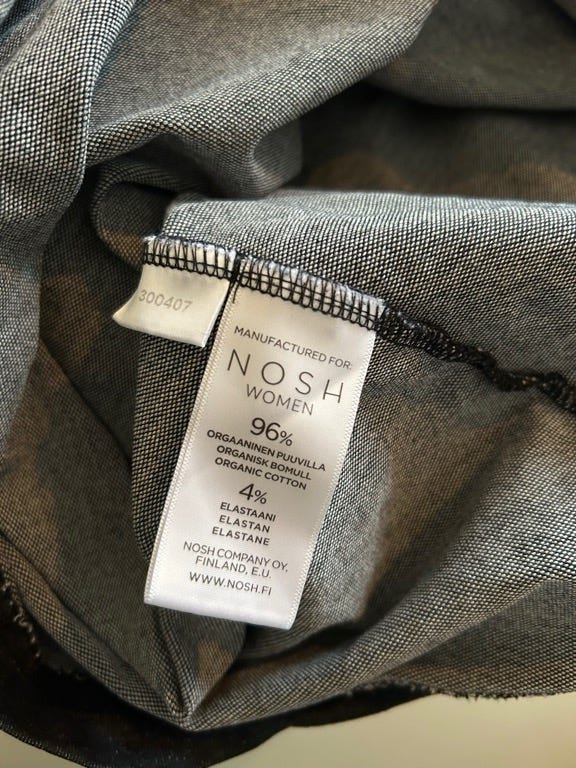 300407
MANUFACTURED FOR:
NOSH
WOMEN
96%
ORGAANINEN PUUVILLA
ORGANISK BOMULL
ORGANIC COTTON
4%
ELASTAANI
ELASTAN
ELASTANE
NOSH COMPANY OY.
FINLAND, E.U.
WWW.NOSH.FI